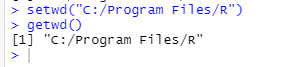 > setwd("C:/Program Files/R")
> getwd()
[1] "C:/Program Files/R"
>